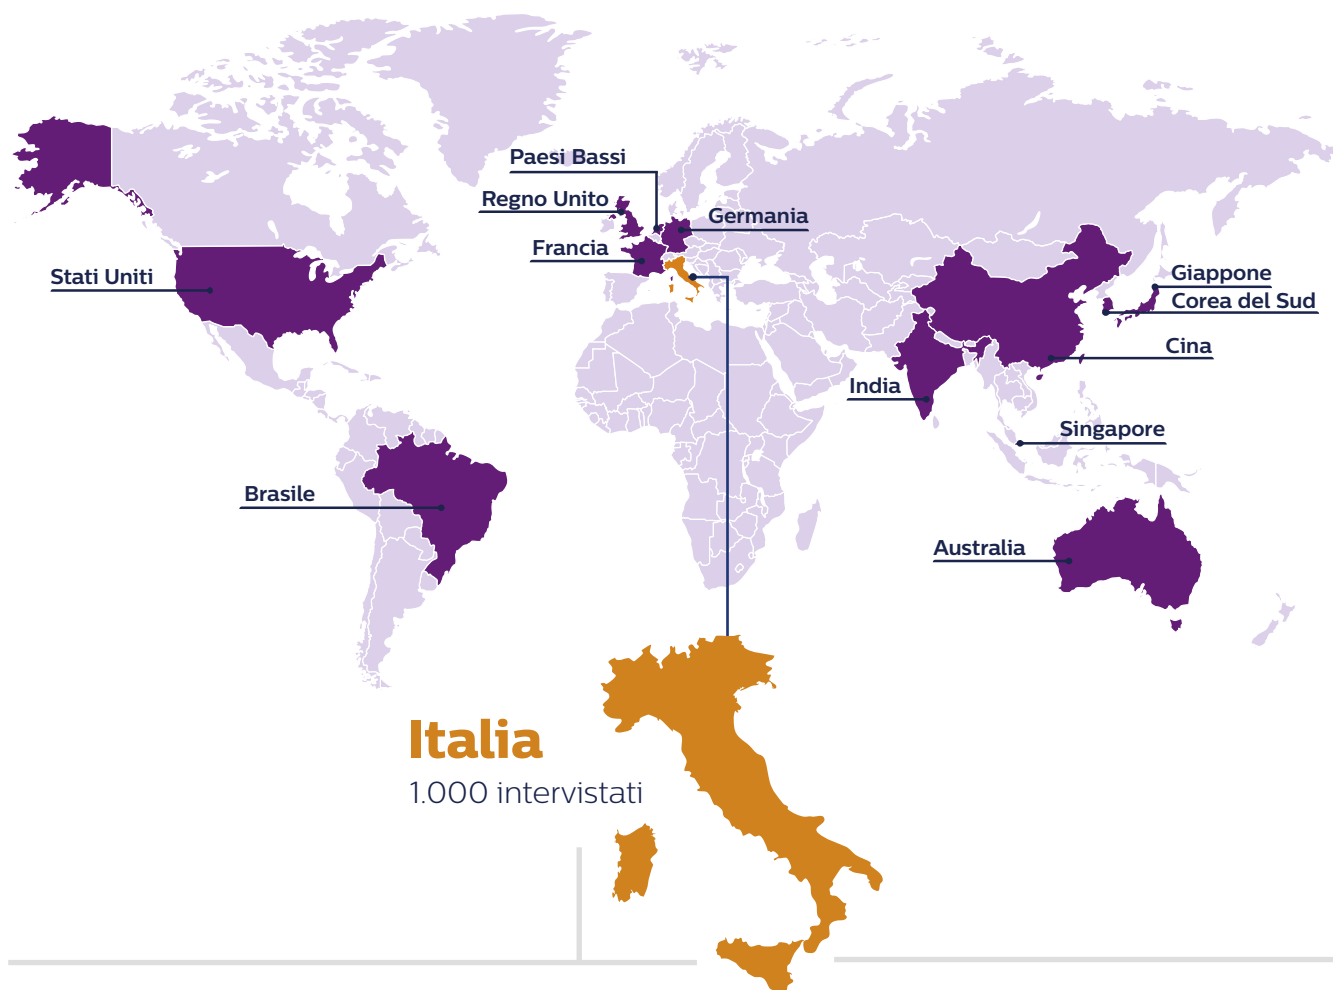 Paesi Bassi
Regno Unito
Germania
Francia
Stati Uniti
Giappone
Corea del Sud
Cina
India
Singapore
Brasile
Australia
Italia
1.000 intervistati